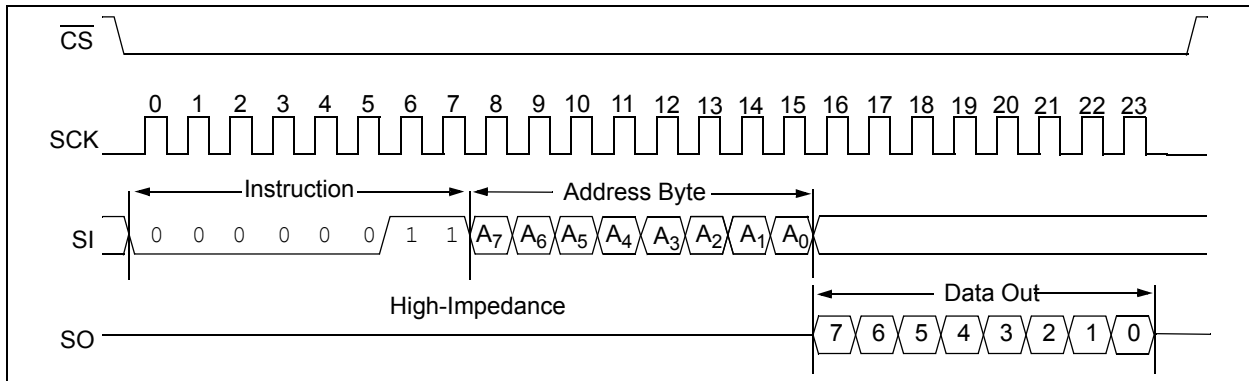 CS
0 1 2 3 4 5 6 7 8 9 10 11 12 13 14 15 16 17 18 19 20 21 22 23
SCK
Instruction Address Byte
SI 0 0 0 0 0 0 1 1 A7 A6 A5 A4 A3 A2 A1 A0
High-Impedance Data Out
SO 7 6 5 4 3 2 1 0